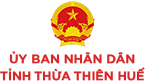 ỦY BAN NHÂN DÂN
TỈNH THỪA THIÊN HUẾ